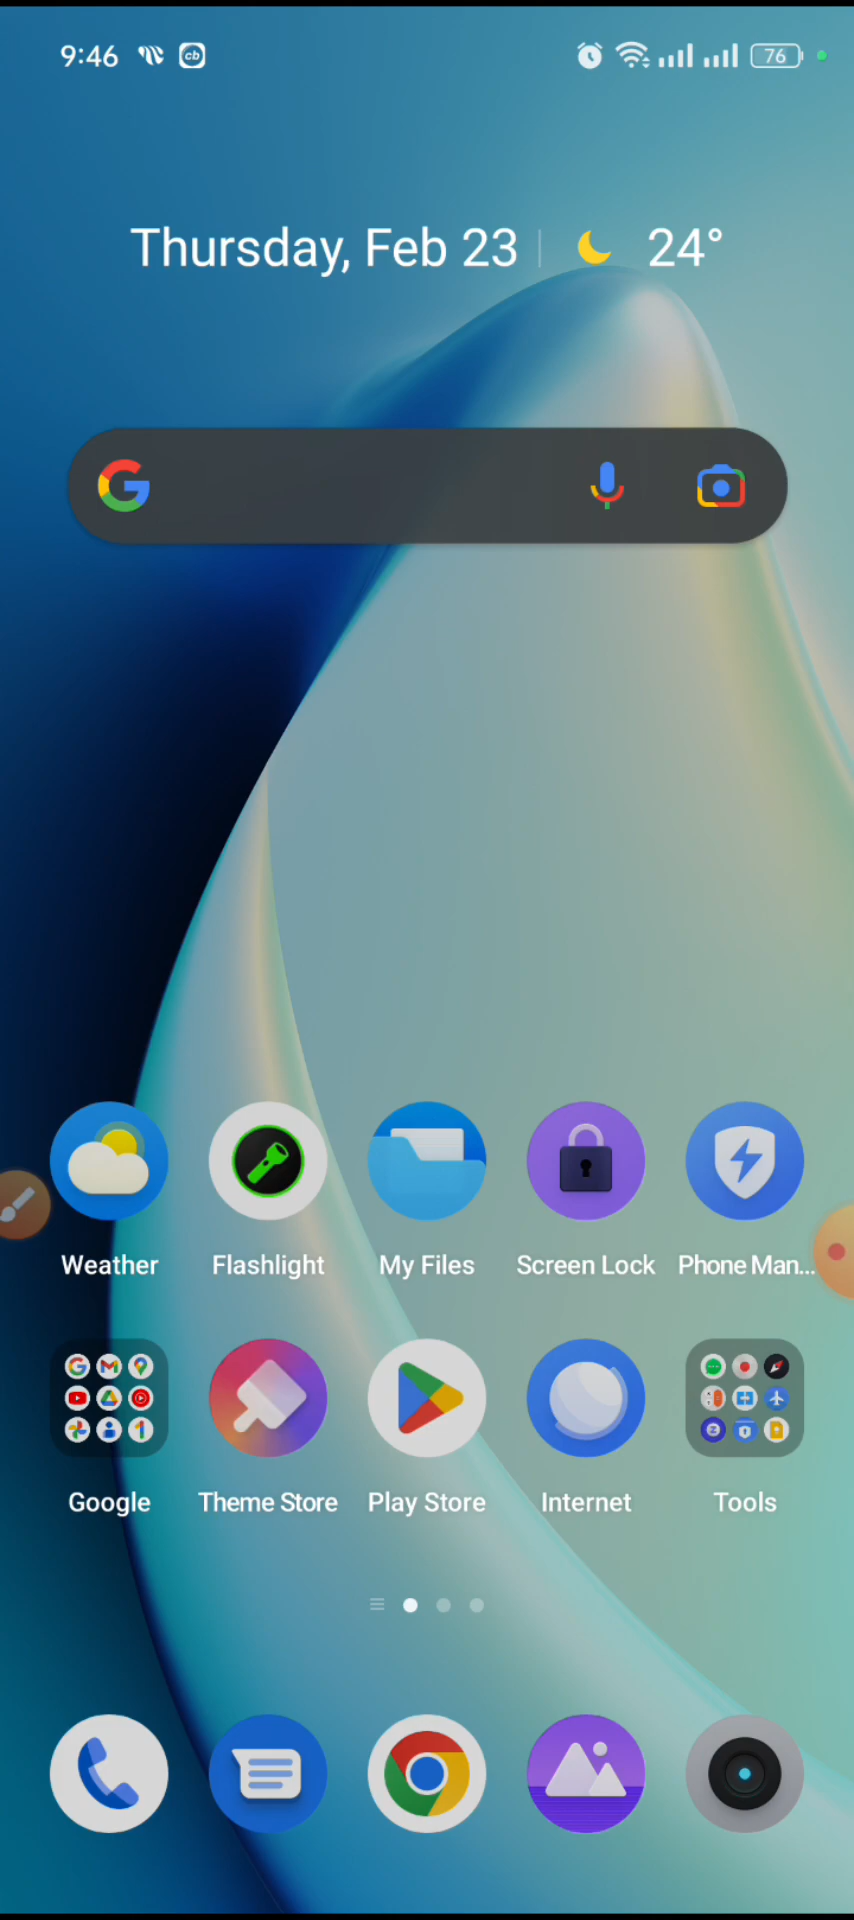 9:46 cb 76
Thursday, Feb 23 24°
Weather Flashlight My Files Screen Lock Phone Man...
Google Theme Store Play Store Internet Tools